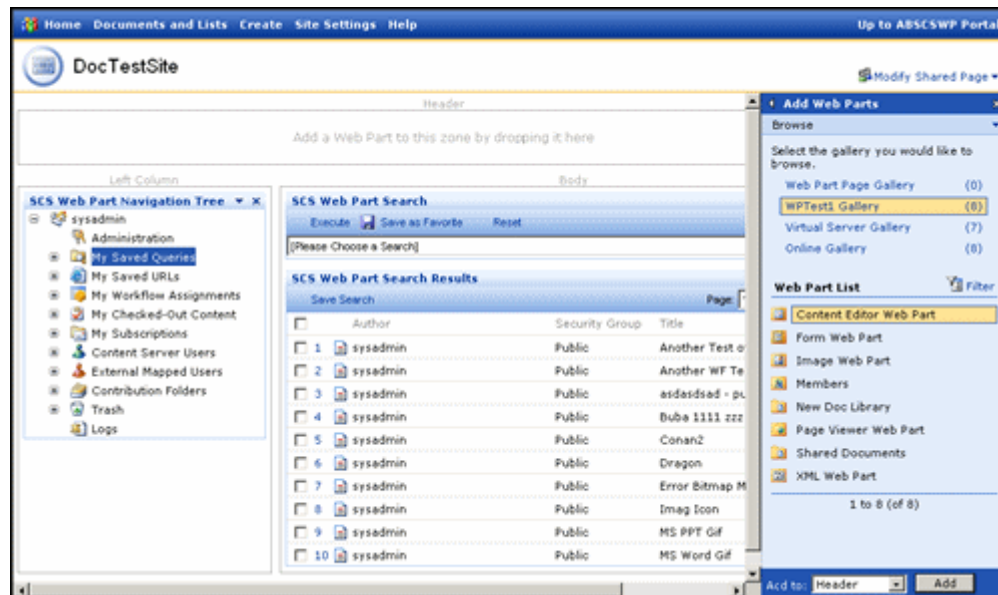 Home Documents and Lists Create Site Settings Help Up to ABSCSWP Portal
DocTestSite
Modify Shared Page
Header
Add a Web Part to this zone by dropping it here
Left Column
SCS Web Part Navigation Tree
sysadmin
Administration
My Saved Queries
My Saved URLs
My Workflow Assignments
My Checked-Out Content
My Subscriptions
Content Server Users
External Mapped Users
Contribution Folders
Trash
Logs
Body
SCS Web Part Search
Execute Save as Favorite Reset
[Please Choose a Search]
SCS Web Part Search Results
Save Search Page:
Author Security Group Title
1 sysadmin Public Another Test
2 sysadmin Public Another WF Te
3 sysadmin Public asdasdsad - pu
4 sysadmin Public Buba 1111 zzz
5 sysadmin Public Conan2
6 sysadmin Public Dragon
7 sysadmin Public Error Bitmap M
8 sysadmin Public Imag Icon
9 sysadmin Public MS PPT Gif
10 sysadmin Public MS Word Gif
Add Web Parts
Browse
Select the gallery you would like to
browse.
Web Part Page Gallery (0)
WPTest1 Gallery (8)
Virtual Server Gallery (7)
Online Gallery (0)
Web Part List Filter
Content Editor Web Part
Form Web Part
Image Web Part
Members
New Doc Library
Page Viewer Web Part
Shared Documents
XML Web Part
1 to 8 (of 8)
Add to: Header Add